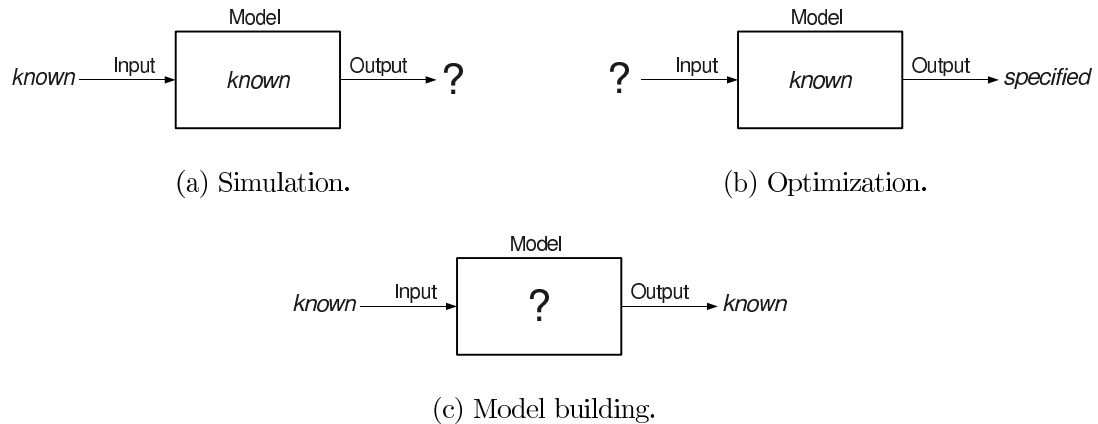 Model Model
known Input known Output ? ? Input known Output specified
(a) Simulation. (b) Optimization.
Model
known Input ? Output known
(c) Model building.